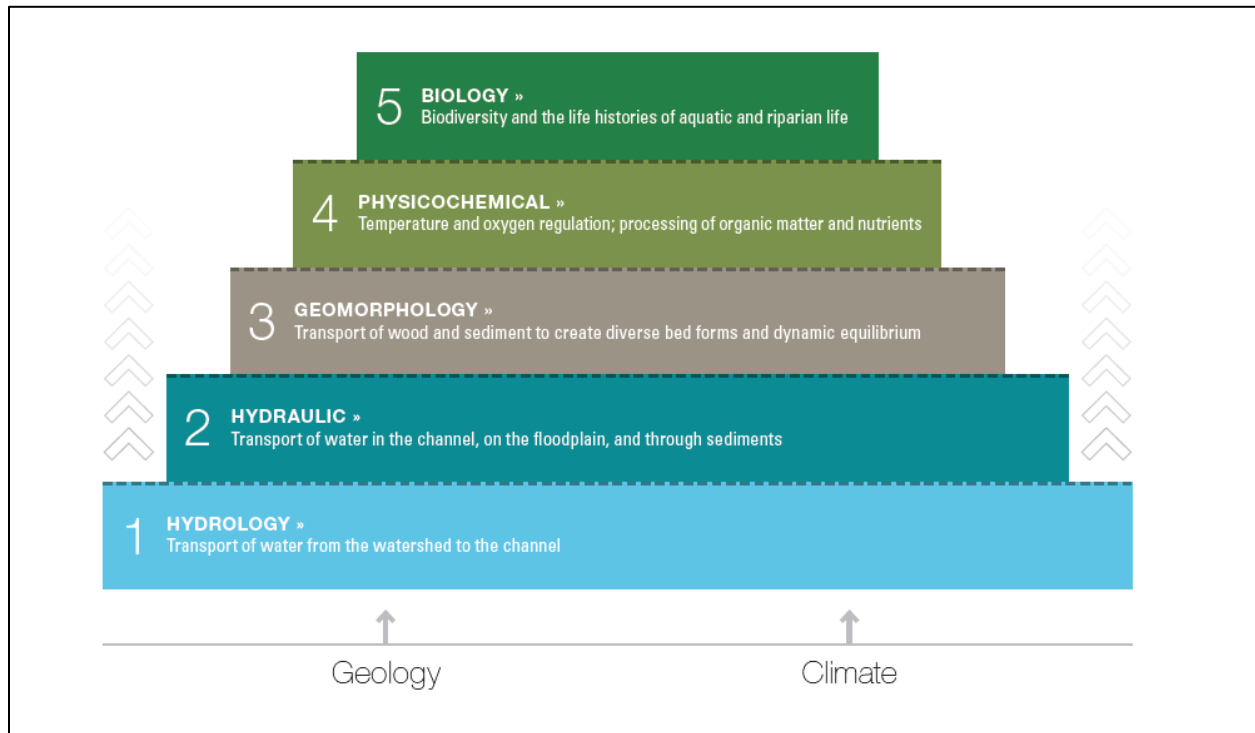 5
BIOLOGY »
Biodiversity and the life histories of aquatic and riparian life
4
PHYSICOCHEMICAL »
Temperature and oxygen regulation; processing of organic matter and nutrients
3
GEOMORPHOLOGY »
Transport of wood and sediment to create diverse bed forms and dynamic equilibrium
2
HYDRAULIC »
Transport of water in the channel, on the floodplain, and through sediments
1
HYDROLOGY »
Transport of water from the watershed to the channel
Geology
Climate